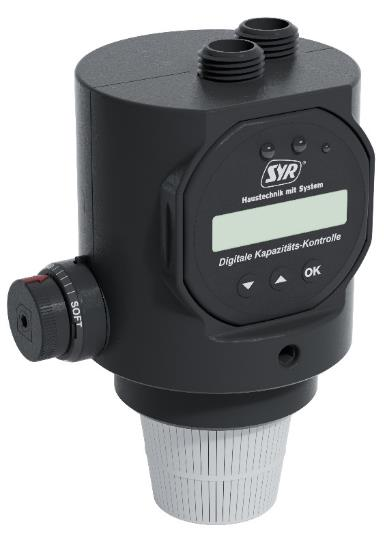 SYR®
Haustechnik mit System
Digitale Kapazitäts-Kontrolle
OK
SOFT